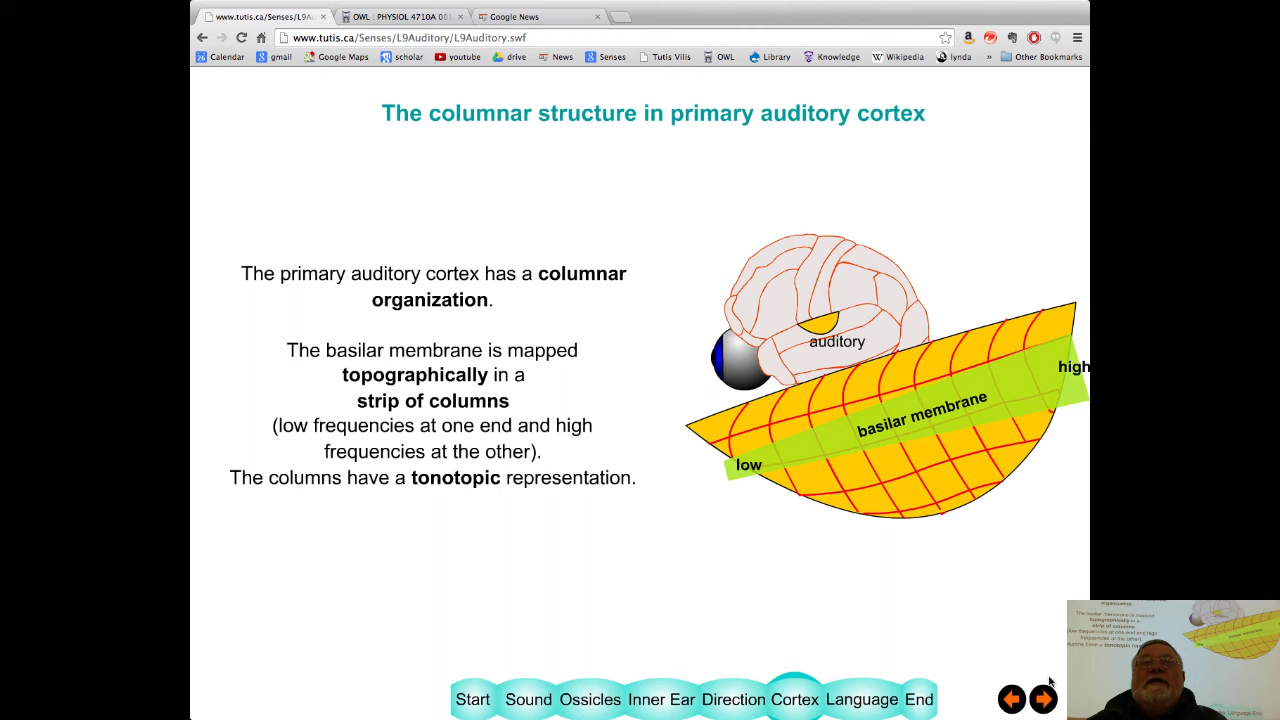 www.tutis.ca/Senses/L9Au
OWL : PHYSIOL 4710A 001
Google News
www.tutis.ca/Senses/L9Auditory/L9Auditory.swf
Calendar gmail Google Maps scholar youtube drive News Senses Tutis Vills OWL Library Knowledge Wikipedia lynda » Other Bookmarks
The columnar structure in primary auditory cortex
The primary auditory cortex has a columnar
organization.
The basilar membrane is mapped
topographically in a
strip of columns
(low frequencies at one end and high
frequencies at the other).
The columns have a tonotopic representation.
auditory
high
basilar membrane
low
Start Sound Ossicles Inner Ear Direction Cortex Language End